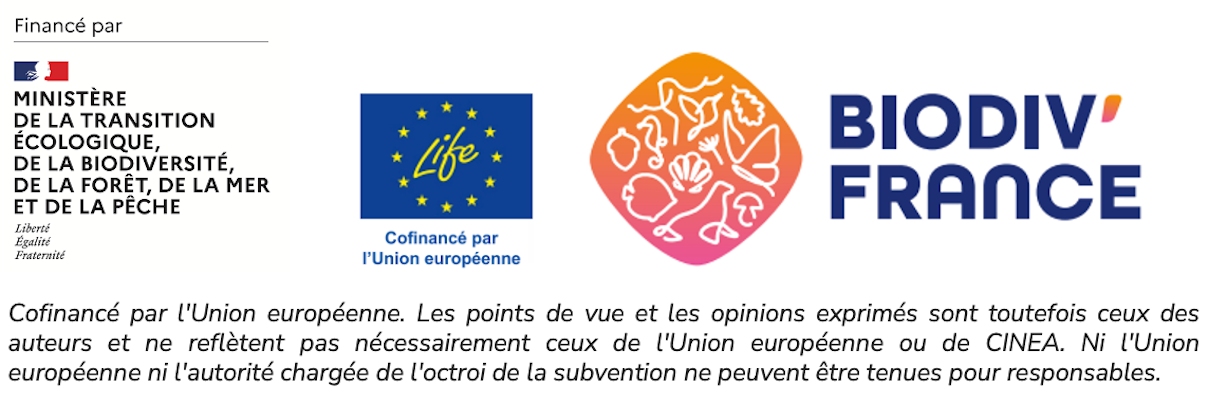 Financé par
MINISTÈRE
DE LA TRANSITION
ÉCOLOGIQUE,
DE LA BIODIVERSITÉ,
DE LA FORÊT, DE LA MER
ET DE LA PÊCHE
Liberté
Égalité
Fraternité
Life
Cofinancé par
l’Union européenne
BIODIV’
FRANCE
Cofinancé par l'Union européenne. Les points de vue et les opinions exprimés sont toutefois ceux des
auteurs et ne reflètent pas nécessairement ceux de l'Union européenne ou de CINEA. Ni l'Union
européenne ni l'autorité chargée de l'octroi de la subvention ne peuvent être tenues pour responsables.